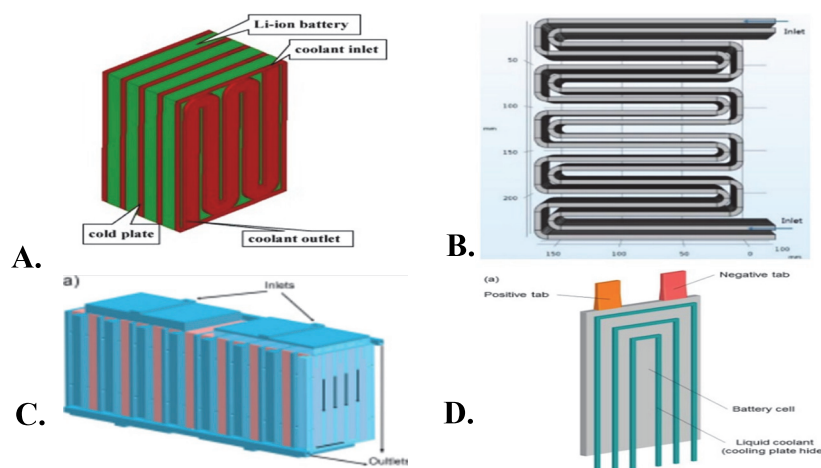 Li-ion battery
coolant inlet
cold plate
coolant outlet
A.
Inlet
50
100
mm
150
200
Inlet
150
100
50
0
100
mm
B.
a)
Inlets
C.
Oultlets
(a)
Negative tab
Positive tab
Battery cell
Liquid coolant
(cooling plate hide
D.